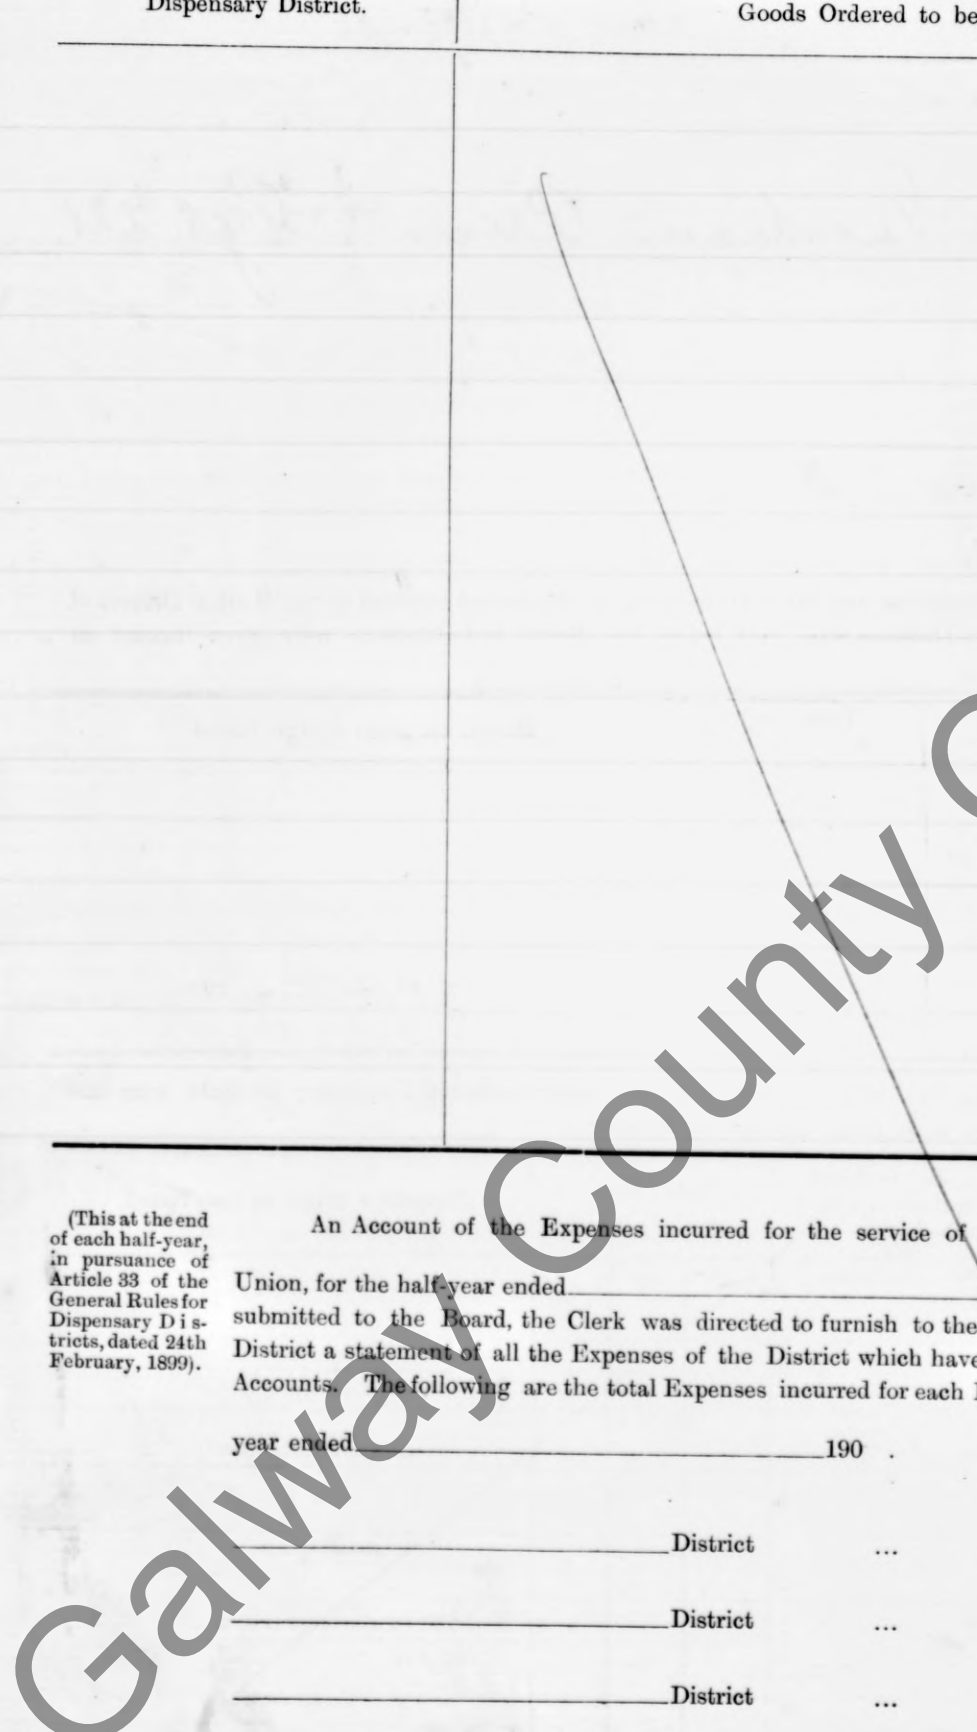 Dispensary District.
Goods Ordered to be
(This at the end
of each half-year,
in pursuance of
Article 33 of the
General Rules for
Dispensary Dis-
tricts, dated 24th
February, 1899).
An Account of the Expenses incurred for the service of
Union, for the half-year ended
submitted to the Board, the Clerk was directed to furnish to the
District a statement of all the Expenses of the District which have
Accounts. The following are the total Expenses incurred for each
year ended 190 .
District ...
District ...
District ...
Galway County